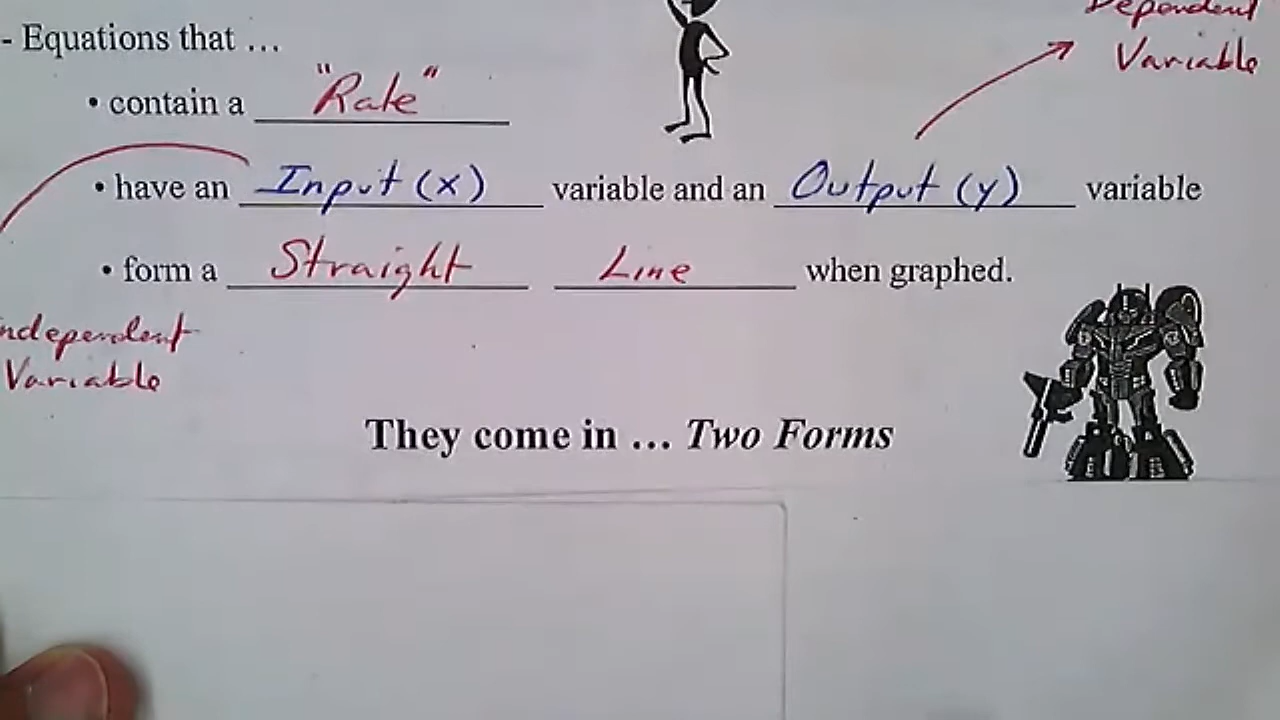 Dependent
Variable
- Equations that ...
• contain a "Rate"
• have an Input (x) variable and an Output (y) variable
• form a Straight Line when graphed.
ndependent
Variable
They come in ... Two Forms